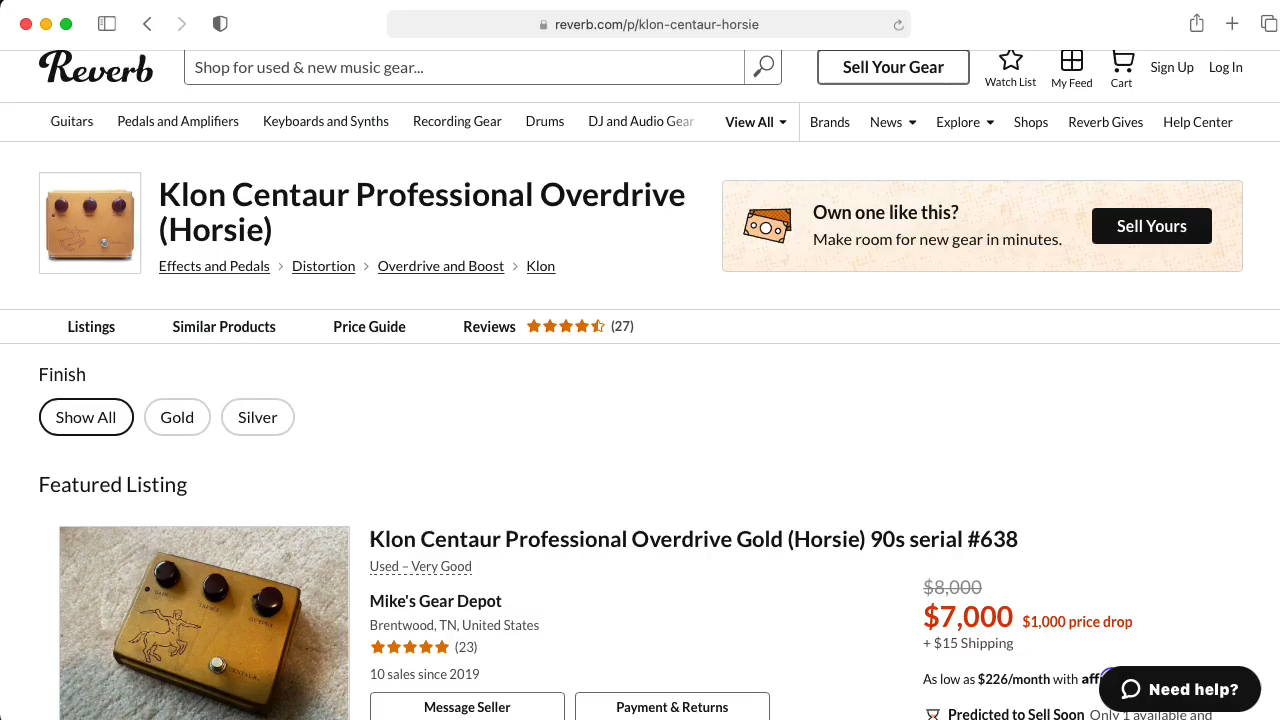 reverb.com/p/klon-centaur-horsie
Reverb
Shop for used & new music gear...
Sell Your Gear
Watch List
My Feed
Cart
Sign Up
Log In
Guitars
Pedals and Amplifiers
Keyboards and Synths
Recording Gear
Drums
DJ and Audio Gear
View All
Brands
News
Explore
Shops
Reverb Gives
Help Center
Klon Centaur Professional Overdrive
(Horsie)
Effects and Pedals > Distortion > Overdrive and Boost > Klon
Own one like this?
Make room for new gear in minutes.
Sell Yours
Listings
Similar Products
Price Guide
Reviews
(27)
Finish
Show All
Gold
Silver
Featured Listing
GAIN
TREBLE
OUTPUT
CENTAUR
Klon Centaur Professional Overdrive Gold (Horsie) 90s serial #638
Used – Very Good
Mike's Gear Depot
Brentwood, TN, United States
(23)
10 sales since 2019
Message Seller
Payment & Returns
$8,000
$7,000 $1,000 price drop
+ $15 Shipping
As low as $226/month with aff
Predicted to Sell Soon Only 1 available and
Need help?